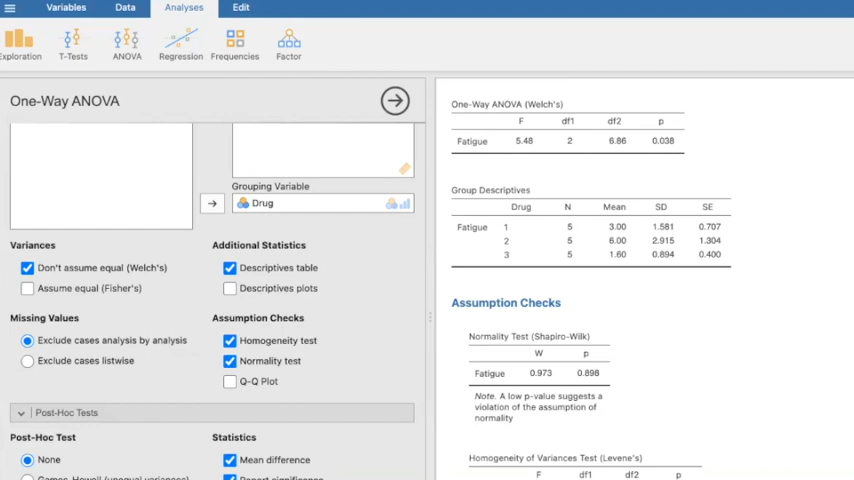 Variables Data Analyses Edit
Exploration T-Tests ANOVA Regression Frequencies Factor
One-Way ANOVA
Grouping Variable
Drug
Variances
Don't assume equal (Welch's)
Assume equal (Fisher's)
Additional Statistics
Descriptives table
Descriptives plots
Missing Values
Exclude cases analysis by analysis
Exclude cases listwise
Assumption Checks
Homogeneity test
Normality test
Q-Q Plot
Post-Hoc Tests
Post-Hoc Test
None
Games-Howell (unequal variances)
Statistics
Mean difference
Report significance
One-Way ANOVA (Welch's)
F df1 df2 p
Fatigue 5.48 2 6.86 0.038
Group Descriptives
Drug N Mean SD SE
Fatigue 1 5 3.00 1.581 0.707
2 5 6.00 2.915 1.304
3 5 1.60 0.894 0.400
Assumption Checks
Normality Test (Shapiro-Wilk)
W p
Fatigue 0.973 0.898
Note. A low p-value suggests a
violation of the assumption of
normality
Homogeneity of Variances Test (Levene's)
F df1 df2 p